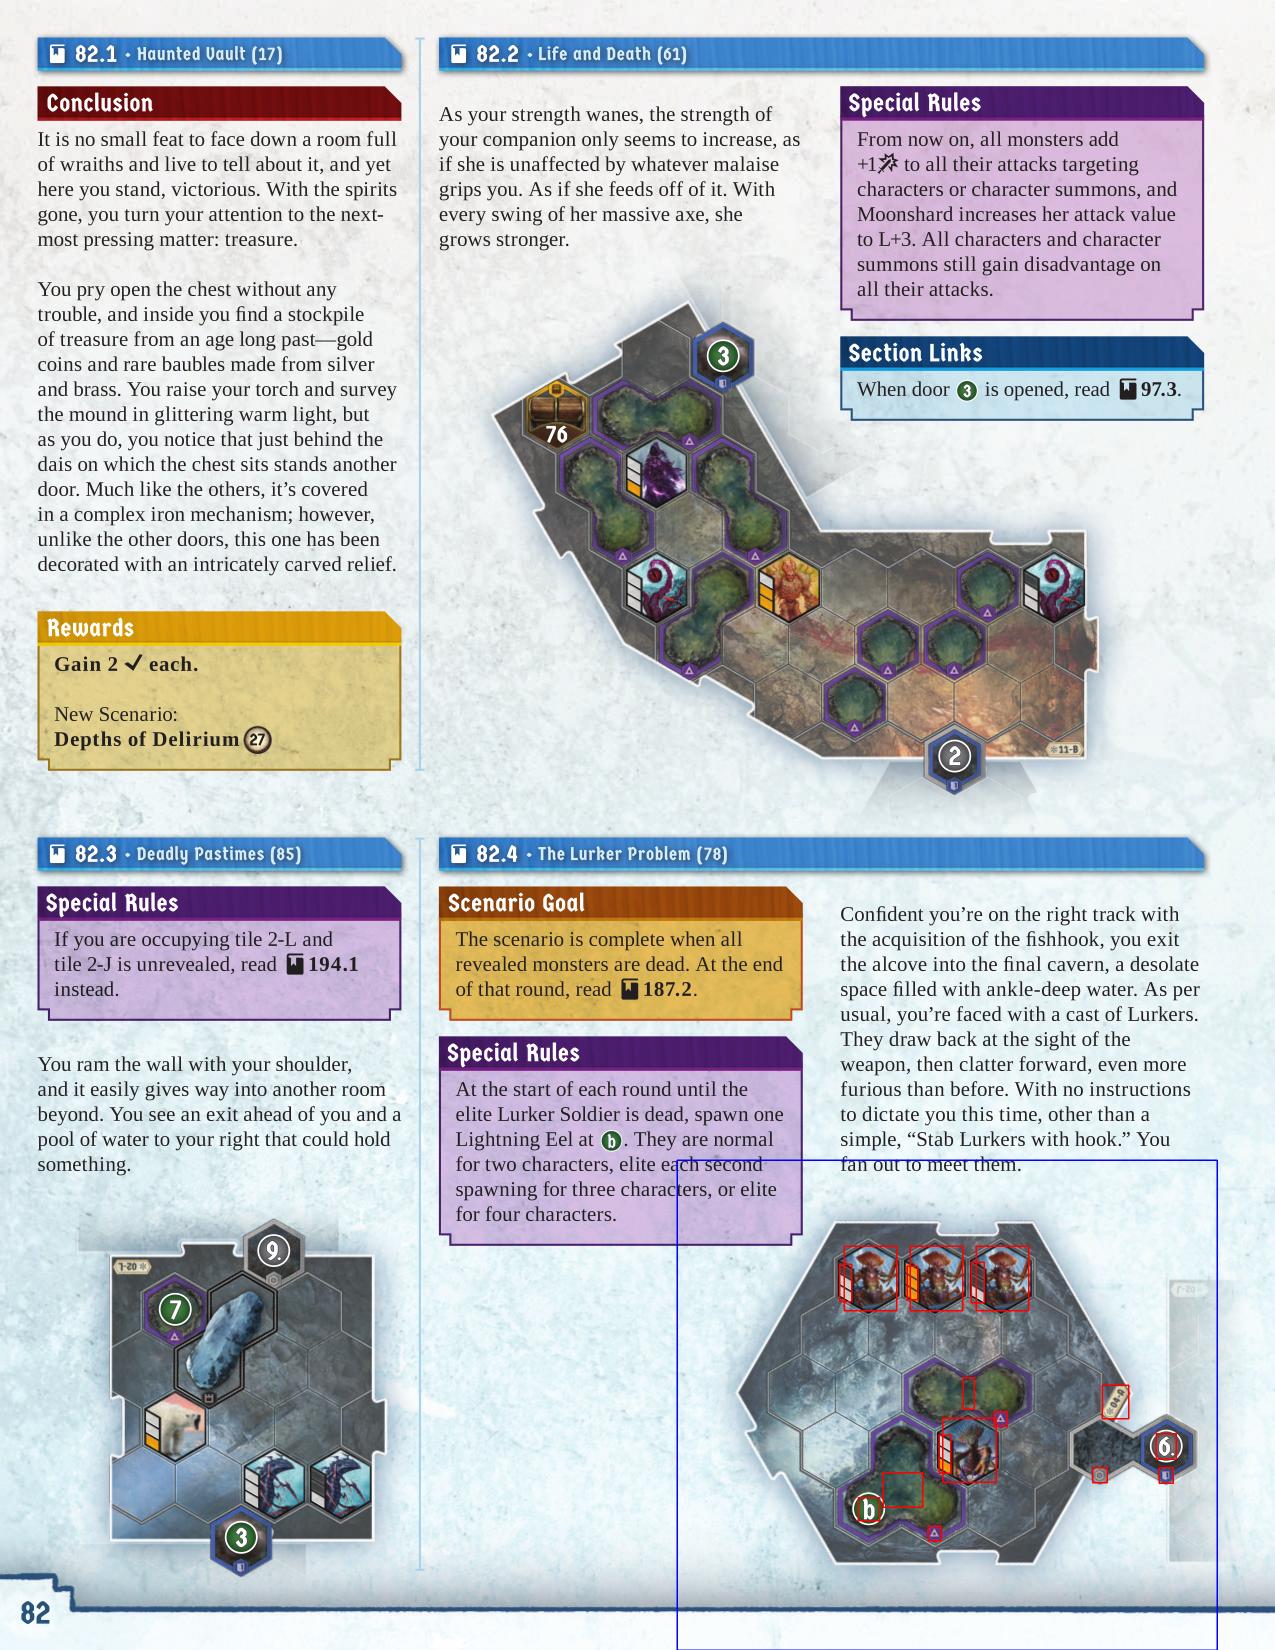 82.1 • Haunted Vault (17)
Conclusion
It is no small feat to face down a room full
of wraiths and live to tell about it, and yet
here you stand, victorious. With the spirits
gone, you turn your attention to the next-
most pressing matter: treasure.
You pry open the chest without any
trouble, and inside you find a stockpile
of treasure from an age long past—gold
coins and rare baubles made from silver
and brass. You raise your torch and survey
the mound in glittering warm light, but
as you do, you notice that just behind the
dais on which the chest sits stands another
door. Much like the others, it’s covered
in a complex iron mechanism; however,
unlike the other doors, this one has been
decorated with an intricately carved relief.
Rewards
Gain 2 ✓ each.
New Scenario:
Depths of Delirium 27
82.2 • Life and Death (61)
As your strength wanes, the strength of
your companion only seems to increase, as
if she is unaffected by whatever malaise
grips you. As if she feeds off of it. With
every swing of her massive axe, she
grows stronger.
Special Rules
From now on, all monsters add
+1 to all their attacks targeting
characters or character summons, and
Moonshard increases her attack value
to L+3. All characters and character
summons still gain disadvantage on
all their attacks.
Section Links
When door 3 is opened, read 97.3.
3
76
11-B
2
82.3 • Deadly Pastimes (85)
Special Rules
If you are occupying tile 2-L and
tile 2-J is unrevealed, read 194.1
instead.
You ram the wall with your shoulder,
and it easily gives way into another room
beyond. You see an exit ahead of you and a
pool of water to your right that could hold
something.
9.
02-L
7
3
82.4 • The Lurker Problem (78)
Scenario Goal
The scenario is complete when all
revealed monsters are dead. At the end
of that round, read 187.2.
Special Rules
At the start of each round until the
elite Lurker Soldier is dead, spawn one
Lightning Eel at b. They are normal
for two characters, elite each second
spawning for three characters, or elite
for four characters.
Confident you’re on the right track with
the acquisition of the fishhook, you exit
the alcove into the final cavern, a desolate
space filled with ankle-deep water. As per
usual, you’re faced with a cast of Lurkers.
They draw back at the sight of the
weapon, then clatter forward, even more
furious than before. With no instructions
to dictate you this time, other than a
simple, “Stab Lurkers with hook.” You
fan out to meet them.
04-A
6.
b
82